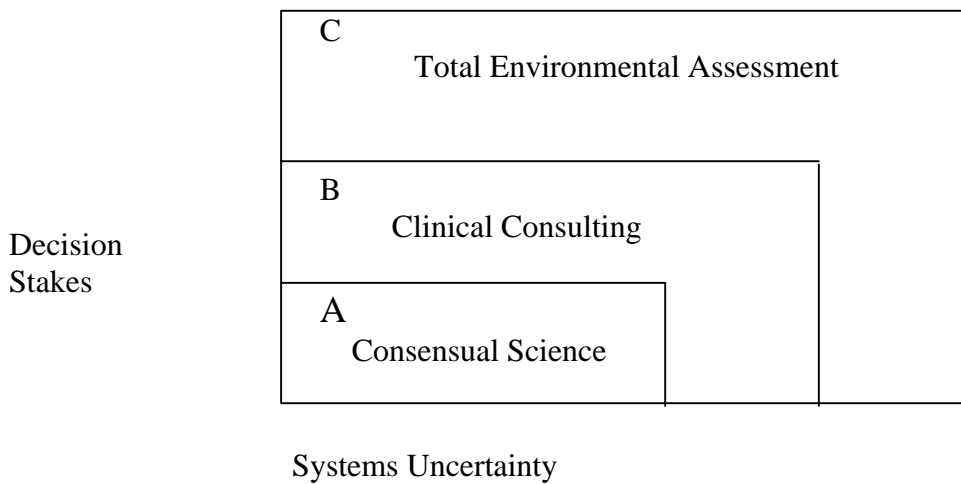 C
Total Environmental Assessment
B
Clinical Consulting
Decision
Stakes
A
Consensual Science
Systems Uncertainty